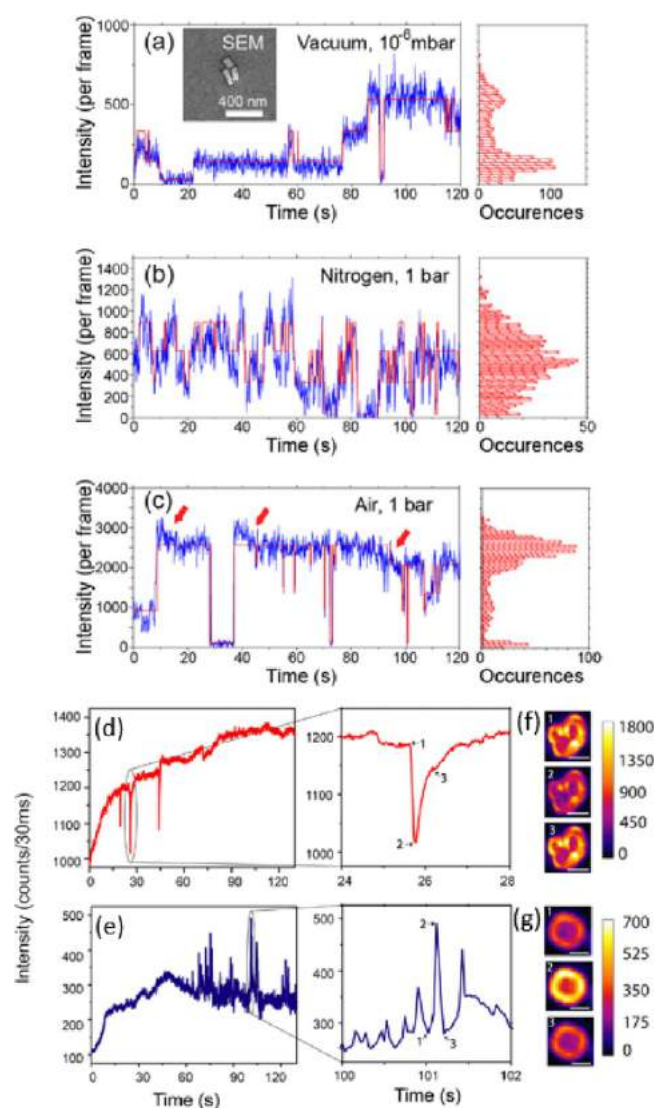 (a)
SEM
400 nm
Vacuum, 10⁻⁶mbar
Intensity (per frame)
1000
500
0
0 20 40 60 80 100 120
Time (s)
0 100
Occurences
(b)
Nitrogen, 1 bar
Intensity (per frame)
1400
1200
1000
800
600
400
200
0
0 20 40 60 80 100 120
Time (s)
0 50
Occurences
(c)
Air, 1 bar
Intensity (per frame)
4000
3000
2000
1000
0
0 20 40 60 80 100 120
Time (s)
0 100
Occurences
Intensity (counts/30ms)
(d)
1400
1300
1200
1100
1000
0 30 60 90 120
1200
1100
1000
24 25 26 27 28
1
2
3
(f)
1
2
3
1800
1350
900
450
0
(e)
500
400
300
200
100
0 30 60 90 120
Time (s)
500
400
300
100 101 102
Time (s)
1
2
3
(g)
1
2
3
700
525
350
175
0